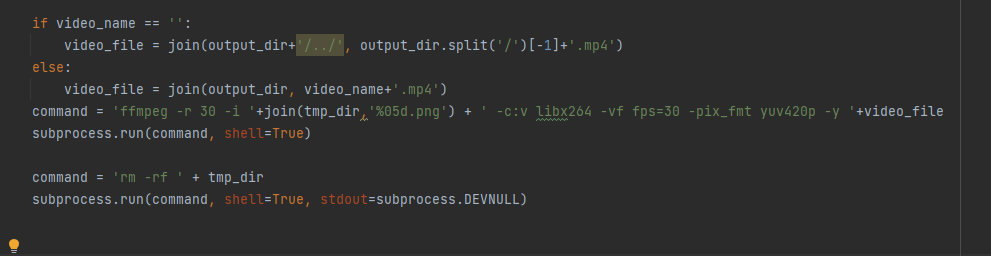 if video_name == '':
    video_file = join(output_dir+'/../', output_dir.split('/')[-1]+'.mp4')
else:
    video_file = join(output_dir, video_name+'.mp4')
command = 'ffmpeg -r 30 -i '+join(tmp_dir,'%05d.png') + ' -c:v libx264 -vf fps=30 -pix_fmt yuv420p -y '+video_file
subprocess.run(command, shell=True)

command = 'rm -rf ' + tmp_dir
subprocess.run(command, shell=True, stdout=subprocess.DEVNULL)